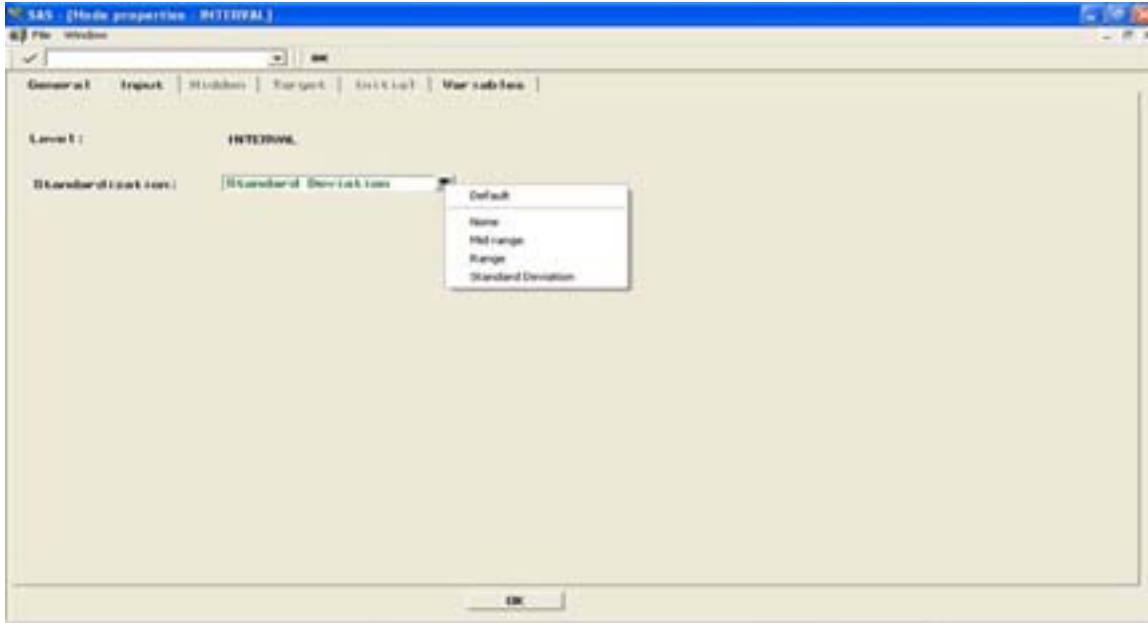 SAS - [Node properties - INTERVAL]
File Window
OK
General Input Hidden Target Initial Variables
Level: INTERVAL
Standardization: Standard Deviation
Default
None
Mid range
Range
Standard Deviation
OK